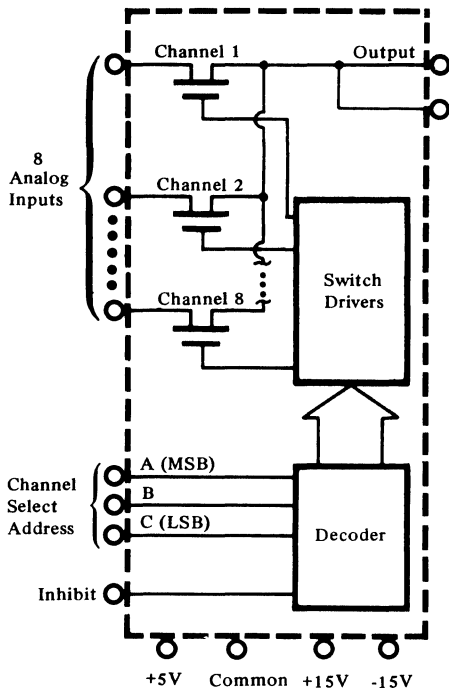 Channel 1
Output
8
Analog
Inputs
Channel 2
Channel 8
Switch
Drivers
Channel
Select
Address
A (MSB)
B
C (LSB)
Decoder
Inhibit
+5V
Common
+15V
-15V